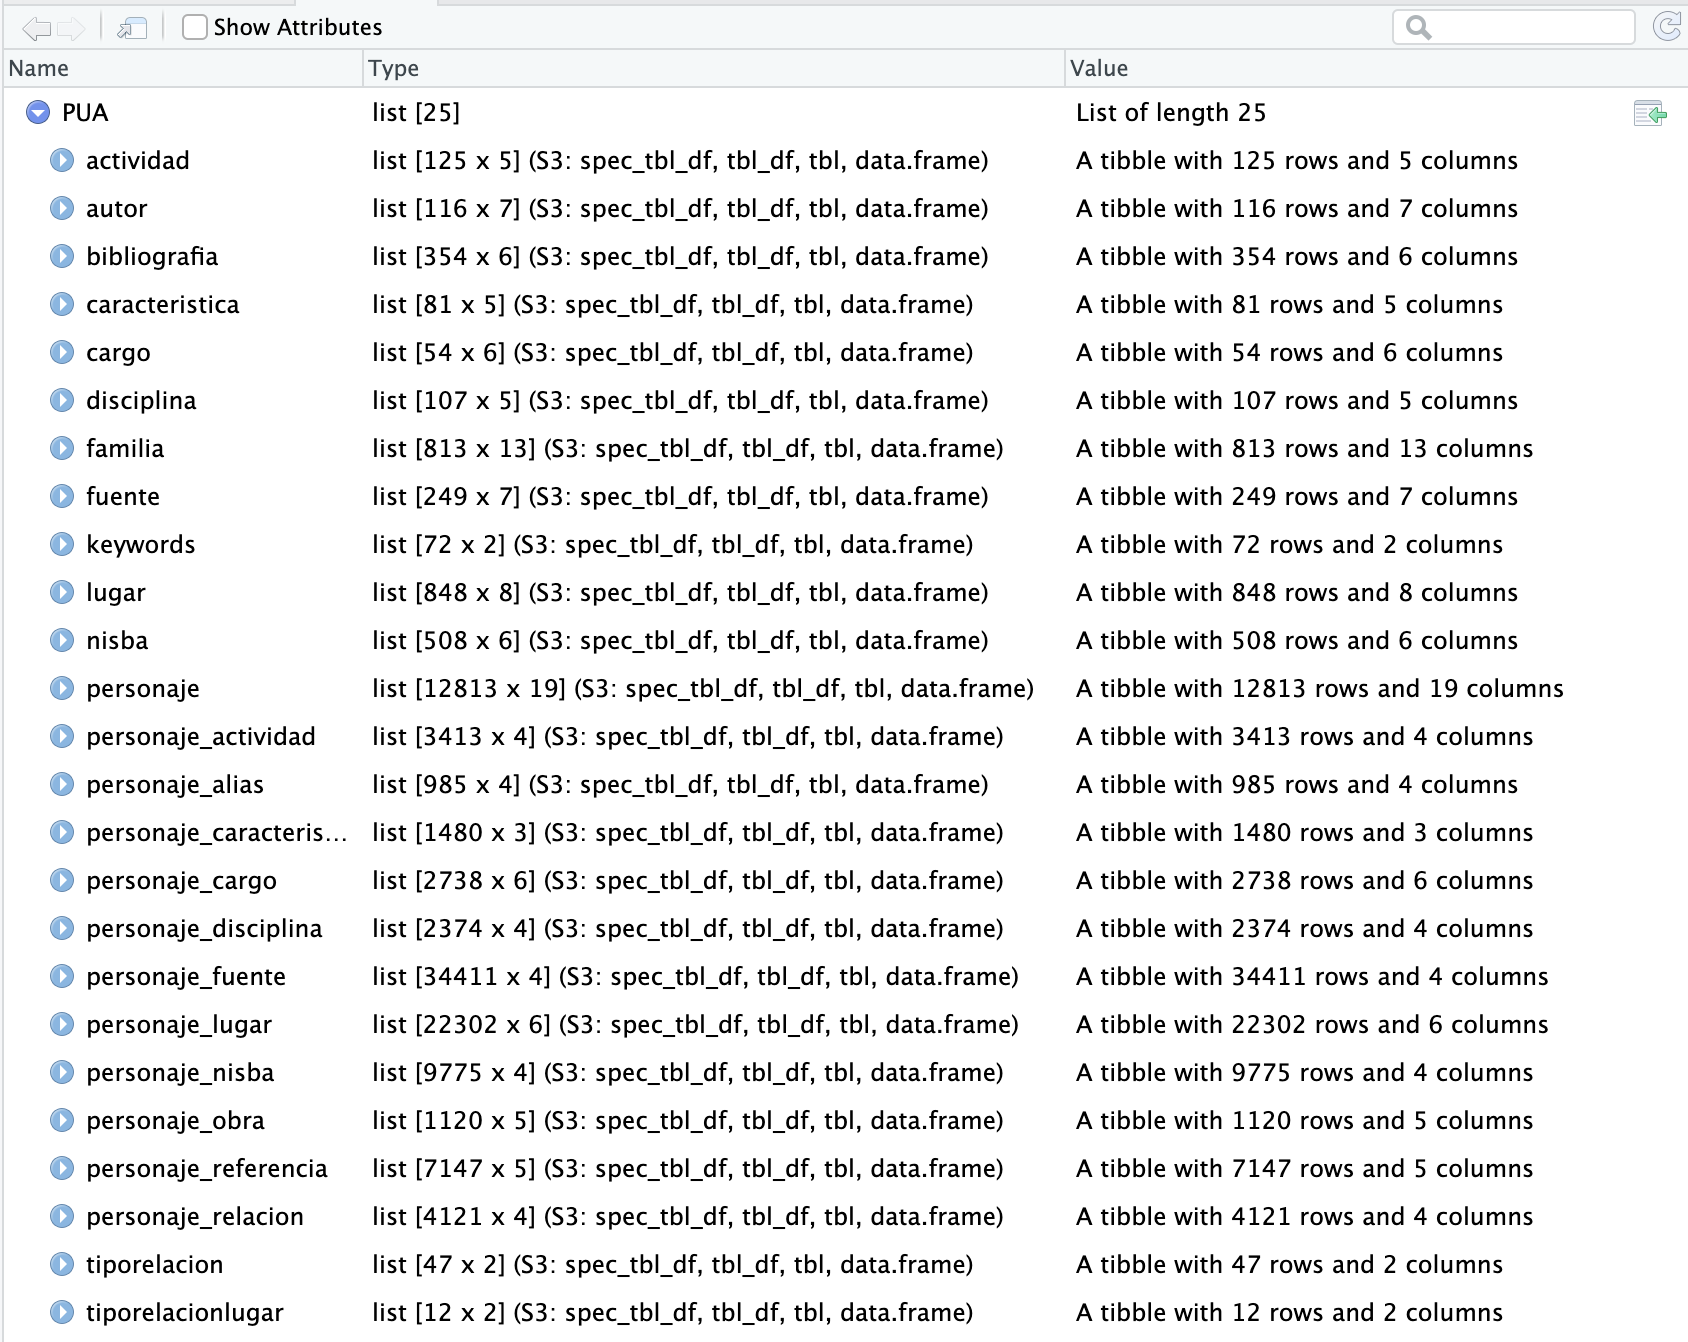 Show Attributes
Name Type Value
PUA list [25] List of length 25
actividad list [125 x 5] (S3: spec_tbl_df, tbl_df, tbl, data.frame) A tibble with 125 rows and 5 columns
autor list [116 x 7] (S3: spec_tbl_df, tbl_df, tbl, data.frame) A tibble with 116 rows and 7 columns
bibliografia list [354 x 6] (S3: spec_tbl_df, tbl_df, tbl, data.frame) A tibble with 354 rows and 6 columns
caracteristica list [81 x 5] (S3: spec_tbl_df, tbl_df, tbl, data.frame) A tibble with 81 rows and 5 columns
cargo list [54 x 6] (S3: spec_tbl_df, tbl_df, tbl, data.frame) A tibble with 54 rows and 6 columns
disciplina list [107 x 5] (S3: spec_tbl_df, tbl_df, tbl, data.frame) A tibble with 107 rows and 5 columns
familia list [813 x 13] (S3: spec_tbl_df, tbl_df, tbl, data.frame) A tibble with 813 rows and 13 columns
fuente list [249 x 7] (S3: spec_tbl_df, tbl_df, tbl, data.frame) A tibble with 249 rows and 7 columns
keywords list [72 x 2] (S3: spec_tbl_df, tbl_df, tbl, data.frame) A tibble with 72 rows and 2 columns
lugar list [848 x 8] (S3: spec_tbl_df, tbl_df, tbl, data.frame) A tibble with 848 rows and 8 columns
nisba list [508 x 6] (S3: spec_tbl_df, tbl_df, tbl, data.frame) A tibble with 508 rows and 6 columns
personaje list [12813 x 19] (S3: spec_tbl_df, tbl_df, tbl, data.frame) A tibble with 12813 rows and 19 columns
personaje_actividad list [3413 x 4] (S3: spec_tbl_df, tbl_df, tbl, data.frame) A tibble with 3413 rows and 4 columns
personaje_alias list [985 x 4] (S3: spec_tbl_df, tbl_df, tbl, data.frame) A tibble with 985 rows and 4 columns
personaje_caracteris... list [1480 x 3] (S3: spec_tbl_df, tbl_df, tbl, data.frame) A tibble with 1480 rows and 3 columns
personaje_cargo list [2738 x 6] (S3: spec_tbl_df, tbl_df, tbl, data.frame) A tibble with 2738 rows and 6 columns
personaje_disciplina list [2374 x 4] (S3: spec_tbl_df, tbl_df, tbl, data.frame) A tibble with 2374 rows and 4 columns
personaje_fuente list [34411 x 4] (S3: spec_tbl_df, tbl_df, tbl, data.frame) A tibble with 34411 rows and 4 columns
personaje_lugar list [22302 x 6] (S3: spec_tbl_df, tbl_df, tbl, data.frame) A tibble with 22302 rows and 6 columns
personaje_nisba list [9775 x 4] (S3: spec_tbl_df, tbl_df, tbl, data.frame) A tibble with 9775 rows and 4 columns
personaje_obra list [1120 x 5] (S3: spec_tbl_df, tbl_df, tbl, data.frame) A tibble with 1120 rows and 5 columns
personaje_referencia list [7147 x 5] (S3: spec_tbl_df, tbl_df, tbl, data.frame) A tibble with 7147 rows and 5 columns
personaje_relacion list [4121 x 4] (S3: spec_tbl_df, tbl_df, tbl, data.frame) A tibble with 4121 rows and 4 columns
tiporelacion list [47 x 2] (S3: spec_tbl_df, tbl_df, tbl, data.frame) A tibble with 47 rows and 2 columns
tiporelacionlugar list [12 x 2] (S3: spec_tbl_df, tbl_df, tbl, data.frame) A tibble with 12 rows and 2 columns